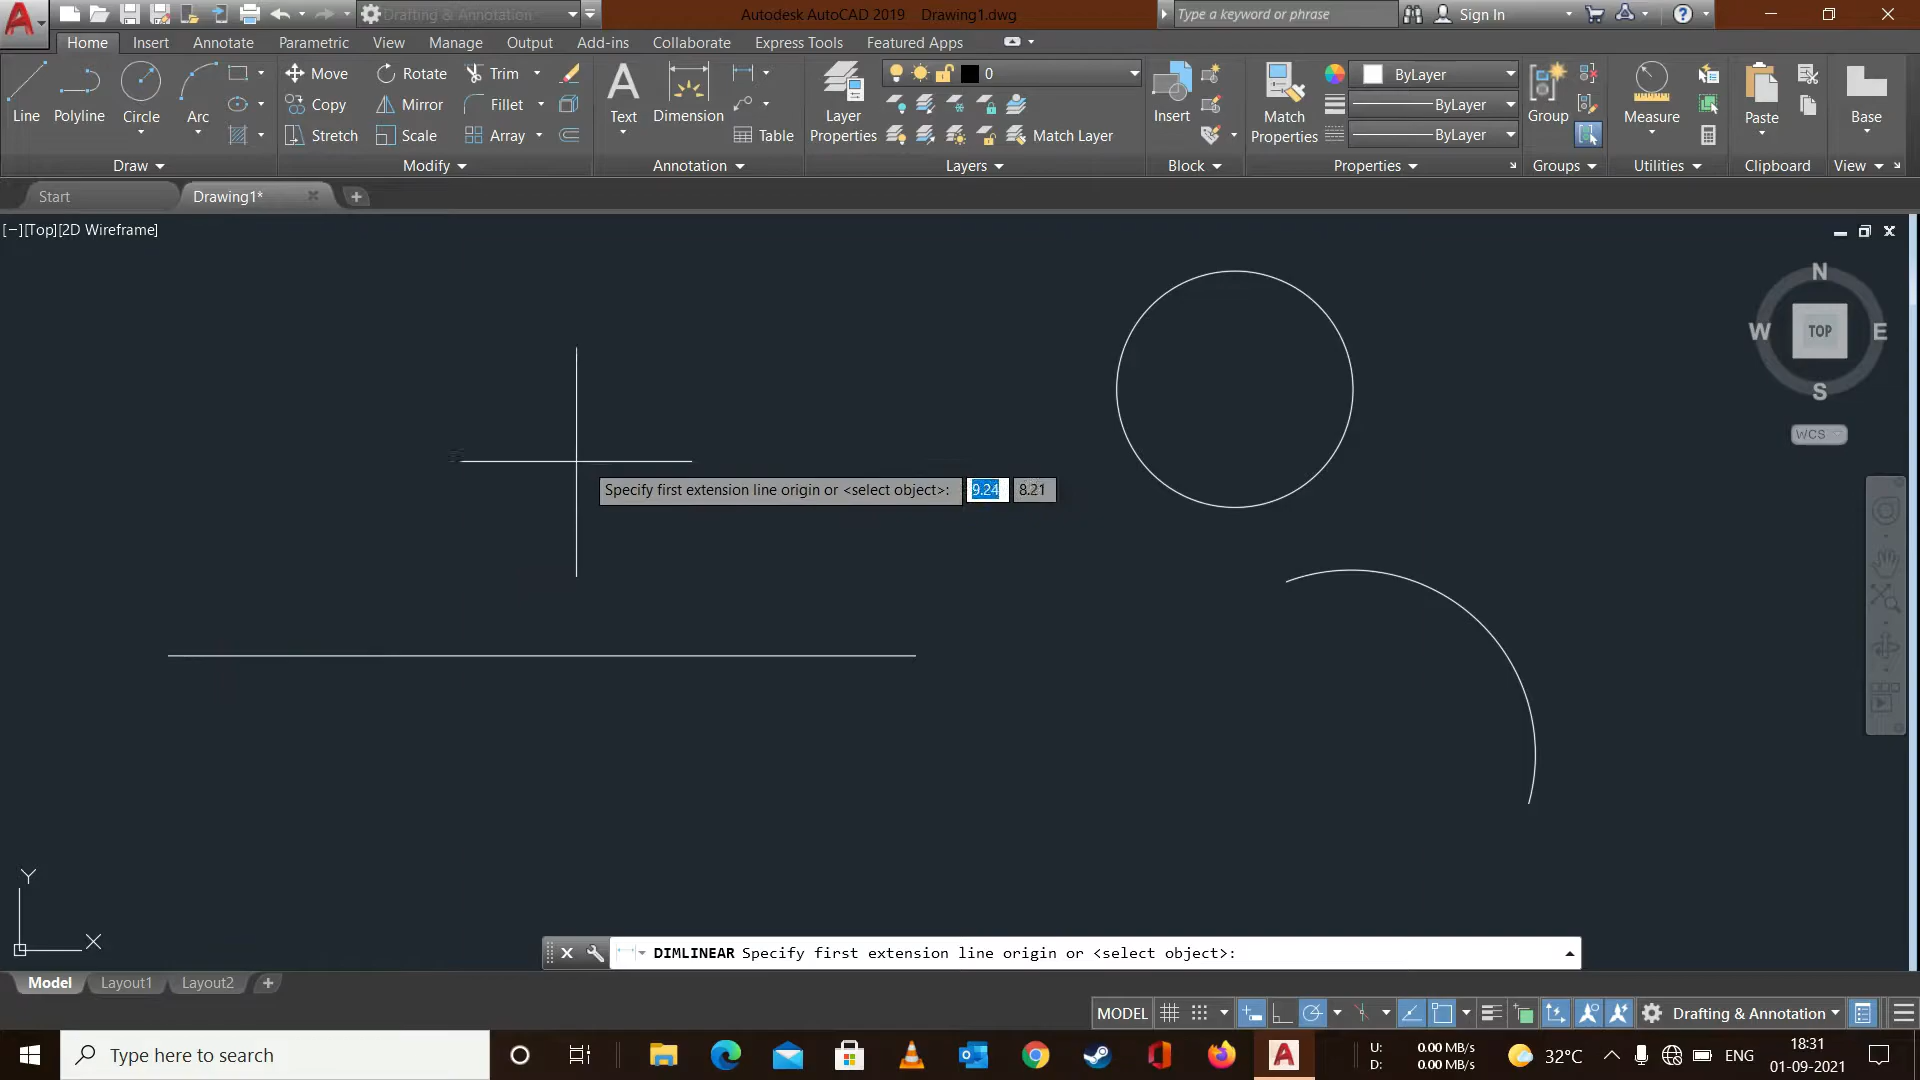 Drafting & Annotation
Autodesk AutoCAD 2019 Drawing1.dwg
Type a keyword or phrase
Sign In
Home Insert Annotate Parametric View Manage Output Add-ins Collaborate Express Tools Featured Apps
Line Polyline Circle Arc
Move Rotate Trim
Copy Mirror Fillet
Stretch Scale Array
Text Dimension Table
Layer Properties
0
Match Layer
Insert
Match Properties
ByLayer
ByLayer
ByLayer
Group
Measure
Paste
Base
Draw Modify Annotation Layers Block Properties Groups Utilities Clipboard View
Start Drawing1*
[−][Top][2D Wireframe]
N
W TOP E
S
WCS
Specify first extension line origin or <select object>: 9.24 8.21
Y
X
DIMLINEAR Specify first extension line origin or <select object>:
Model Layout1 Layout2
MODEL Drafting & Annotation
Type here to search
U: 0.00 MB/s
D: 0.00 MB/s
32°C
ENG
18:31
01-09-2021